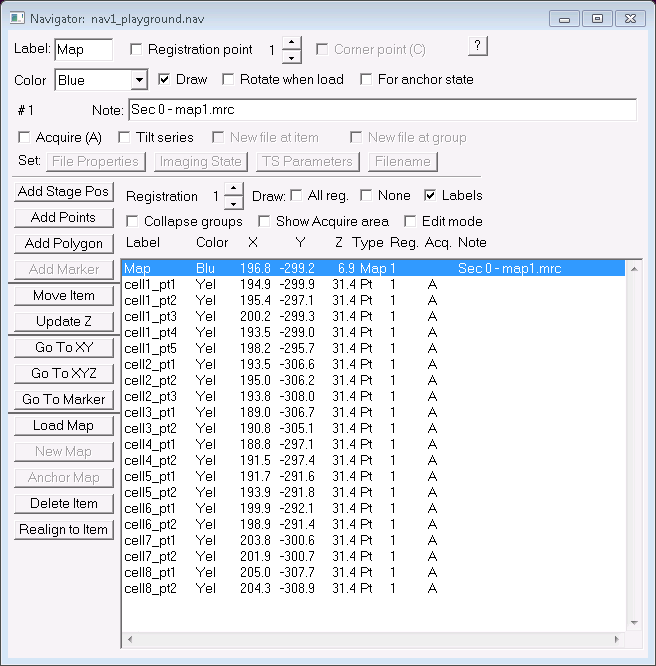 Navigator: nav1_playground.nav
Label: Map Registration point 1 Corner point (C) ?
Color Blue Draw Rotate when load For anchor state
#1 Note: Sec 0 - map1.mrc
Acquire (A) Tilt series New file at item New file at group
Set: File Properties Imaging State TS Parameters Filename
Add Stage Pos Registration 1 Draw: All reg. None Labels
Add Points Collapse groups Show Acquire area Edit mode
Add Polygon Label Color X Y Z Type Reg. Acq. Note
Add Marker
Move Item
Update Z
Go To XY
Go To XYZ
Go To Marker
Load Map
New Map
Anchor Map
Delete Item
Realign to Item
Map Blu 196.8 -299.2 6.9 Map 1 Sec 0 - map1.mrc
cell1_pt1 Yel 194.9 -299.9 31.4 Pt 1 A
cell1_pt2 Yel 195.4 -297.1 31.4 Pt 1 A
cell1_pt3 Yel 200.2 -299.3 31.4 Pt 1 A
cell1_pt4 Yel 193.5 -299.0 31.4 Pt 1 A
cell1_pt5 Yel 198.2 -295.7 31.4 Pt 1 A
cell2_pt1 Yel 193.5 -306.6 31.4 Pt 1 A
cell2_pt2 Yel 195.0 -306.2 31.4 Pt 1 A
cell2_pt3 Yel 193.8 -308.0 31.4 Pt 1 A
cell3_pt1 Yel 189.0 -306.7 31.4 Pt 1 A
cell3_pt2 Yel 190.8 -305.1 31.4 Pt 1 A
cell4_pt1 Yel 188.8 -297.1 31.4 Pt 1 A
cell4_pt2 Yel 191.5 -297.4 31.4 Pt 1 A
cell5_pt1 Yel 191.7 -291.6 31.4 Pt 1 A
cell5_pt2 Yel 193.9 -291.8 31.4 Pt 1 A
cell6_pt1 Yel 199.9 -292.1 31.4 Pt 1 A
cell6_pt2 Yel 198.9 -291.4 31.4 Pt 1 A
cell7_pt1 Yel 203.8 -300.6 31.4 Pt 1 A
cell7_pt2 Yel 201.9 -300.7 31.4 Pt 1 A
cell8_pt1 Yel 205.0 -307.7 31.4 Pt 1 A
cell8_pt2 Yel 204.3 -308.9 31.4 Pt 1 A